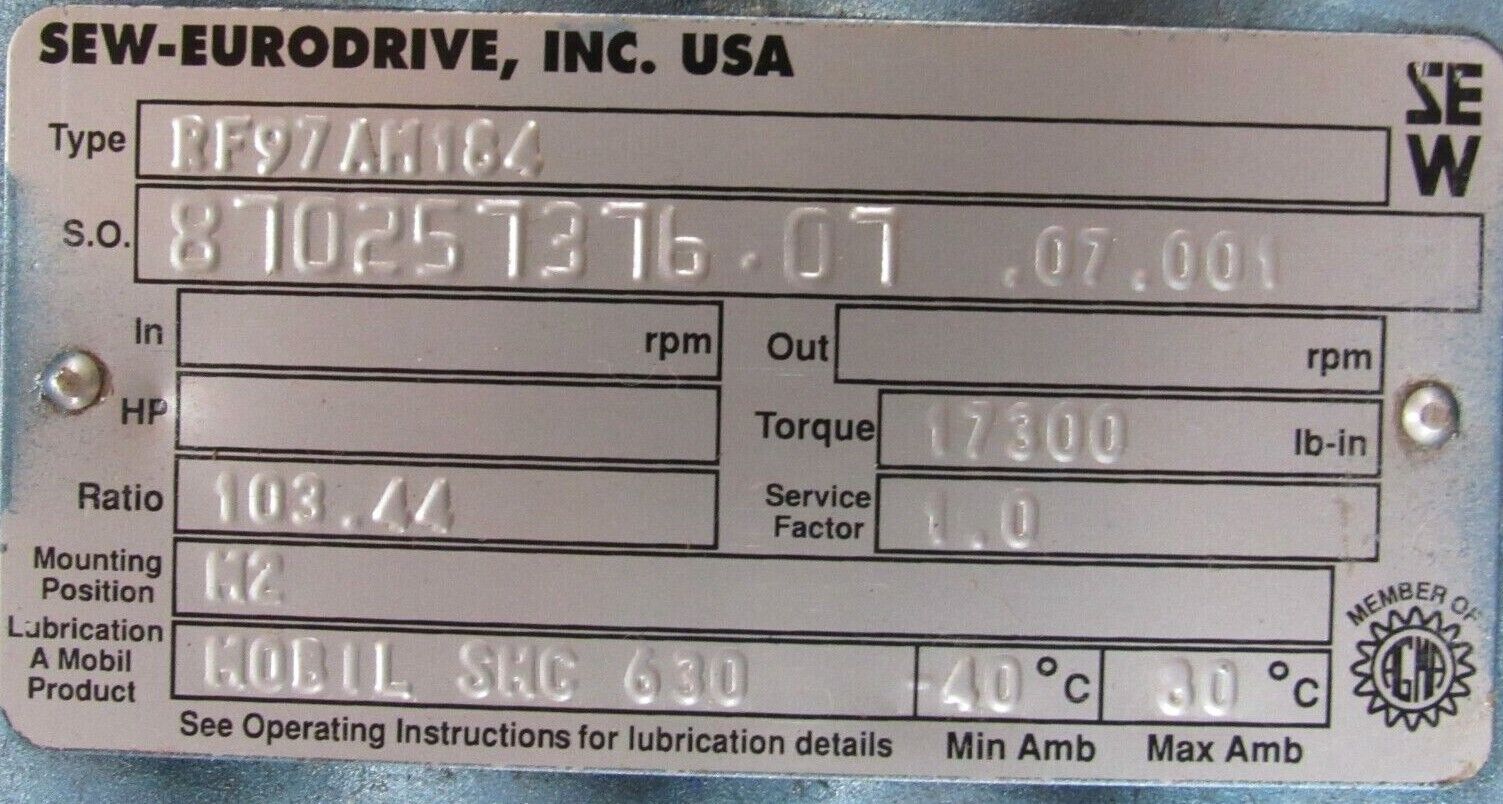 SEW-EURODRIVE, INC. USA
SE
W
Type RF97AM184
S.O. 870257376.07 .07.001
In rpm Out rpm
HP Torque 17300 lb-in
Ratio 103.44 Service Factor 1.0
Mounting Position M2
Lubrication A Mobil Product MOBIL SHC 630 -40 °C 80 °C
See Operating Instructions for lubrication details Min Amb Max Amb
MEMBER OF
AGMA